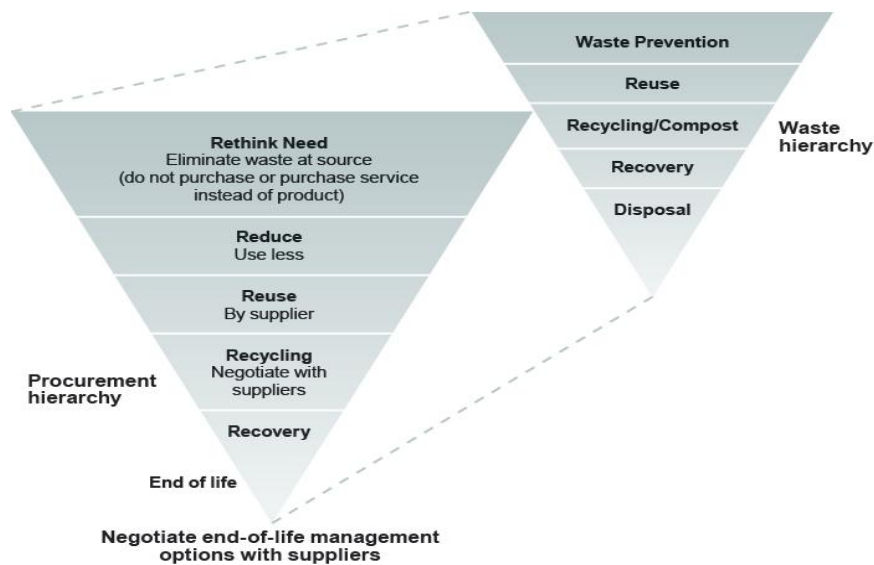 Waste Prevention
Reuse
Recycling/Compost
Recovery
Disposal
Waste
hierarchy
Rethink Need
Eliminate waste at source
(do not purchase or purchase service
instead of product)
Reduce
Use less
Reuse
By supplier
Recycling
Negotiate with
suppliers
Recovery
Procurement
hierarchy
End of life
Negotiate end-of-life management
options with suppliers